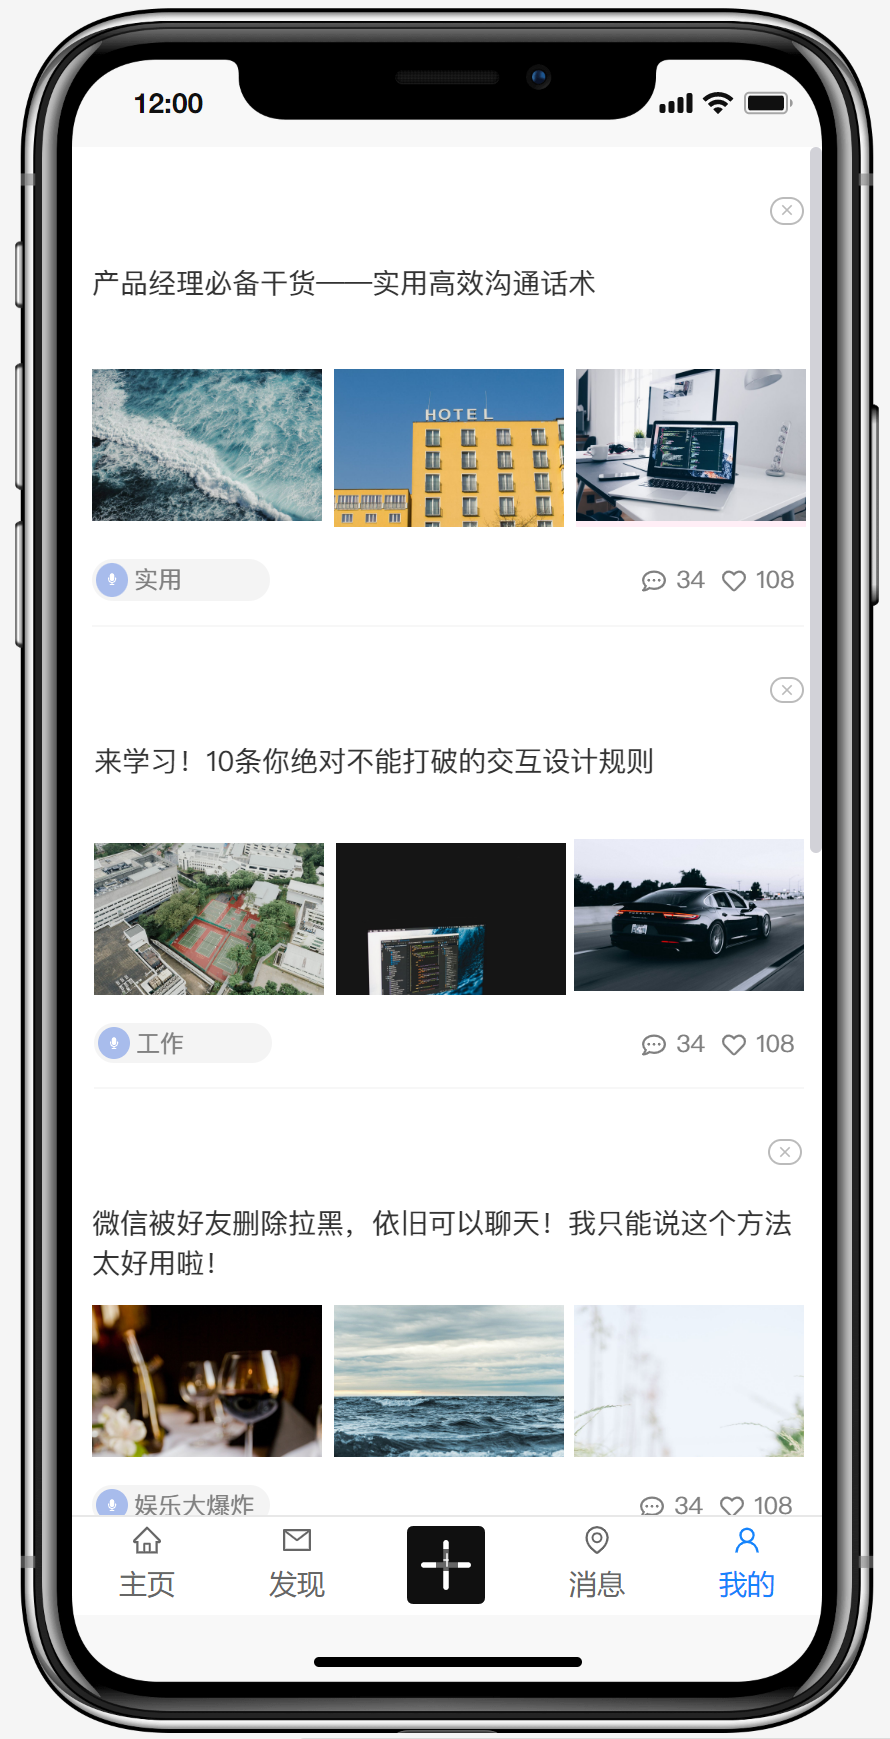 12:00
产品经理必备干货——实用高效沟通话术
HOTEL
实用
34
108
来学习！10条你绝对不能打破的交互设计规则
工作
34
108
微信被好友删除拉黑，依旧可以聊天！我只能说这个方法
太好用啦！
娱乐大爆炸
34
108
主页
发现
消息
我的